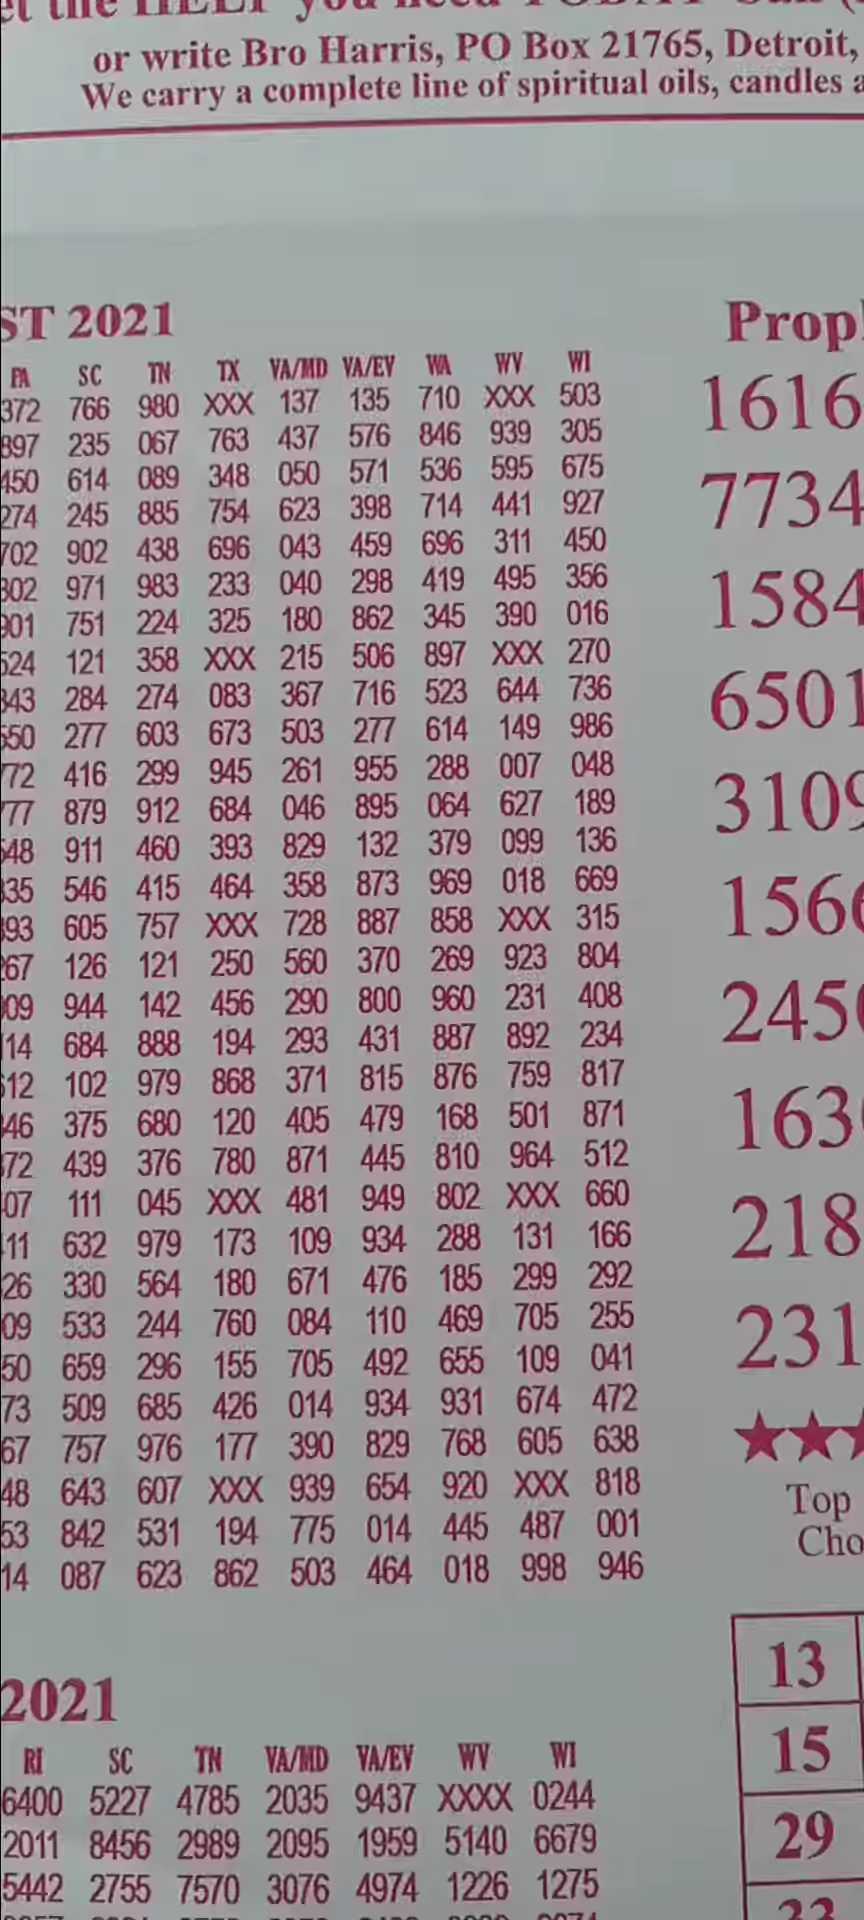 the HELP you need TODAY
or write Bro Harris, PO Box 21765, Detroit,
We carry a complete line of spiritual oils, candles
ST 2021
PA SC TN TX VA/MD VA/EV WA WV WI
372 766 980 XXX 137 135 710 XXX 503
897 235 067 763 437 576 846 939 305
450 614 089 348 050 571 536 595 675
274 245 885 754 623 398 714 441 927
702 902 438 696 043 459 696 311 450
302 971 983 233 040 298 419 495 356
901 751 224 325 180 862 345 390 016
524 121 358 XXX 215 506 897 XXX 270
343 284 274 083 367 716 523 644 736
550 277 603 673 503 277 614 149 986
72 416 299 945 261 955 288 007 048
77 879 912 684 046 895 064 627 189
48 911 460 393 829 132 379 099 136
35 546 415 464 358 873 969 018 669
93 605 757 XXX 728 887 858 XXX 315
67 126 121 250 560 370 269 923 804
09 944 142 456 290 800 960 231 408
14 684 888 194 293 431 887 892 234
12 102 979 868 371 815 876 759 817
46 375 680 120 405 479 168 501 871
72 439 376 780 871 445 810 964 512
07 111 045 XXX 481 949 802 XXX 660
11 632 979 173 109 934 288 131 166
26 330 564 180 671 476 185 299 292
09 533 244 760 084 110 469 705 255
50 659 296 155 705 492 655 109 041
73 509 685 426 014 934 931 674 472
67 757 976 177 390 829 768 605 638
48 643 607 XXX 939 654 920 XXX 818
53 842 531 194 775 014 445 487 001
14 087 623 862 503 464 018 998 946
Prop
1616
7734
1584
6501
3109
1566
2450
163
218
231
★★
Top
Cho
13
15
29
2021
RI SC TN VA/MD VA/EV WV WI
6400 5227 4785 2035 9437 XXXX 0244
2011 8456 2989 2095 1959 5140 6679
5442 2755 7570 3076 4974 1226 1275